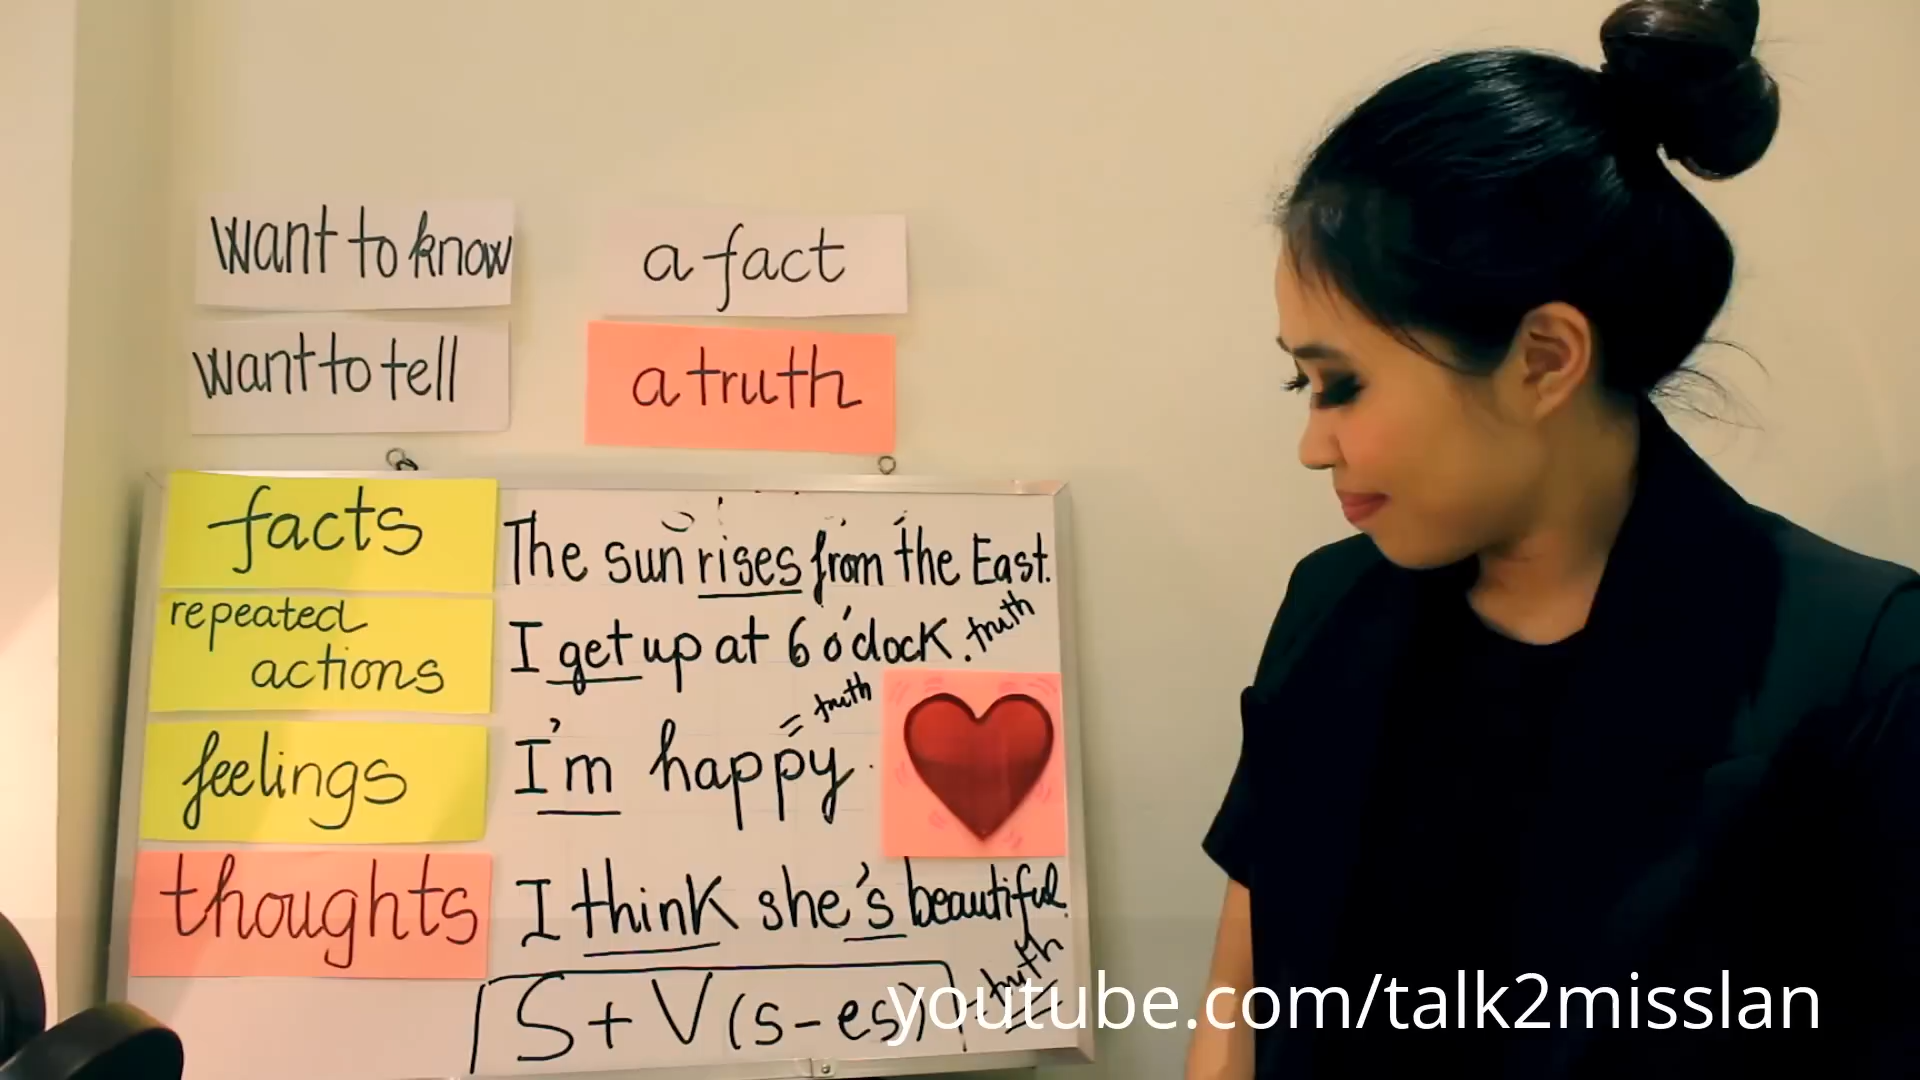 want to know
a fact
want to tell
a truth
facts
The sun rises from the East.
repeated
actions
I get up at 6 o'clock. truth
feelings
I'm happy. = truth
thoughts
I think she's beautiful.
truth
S + V (s - es)
youtube.com/talk2misslan